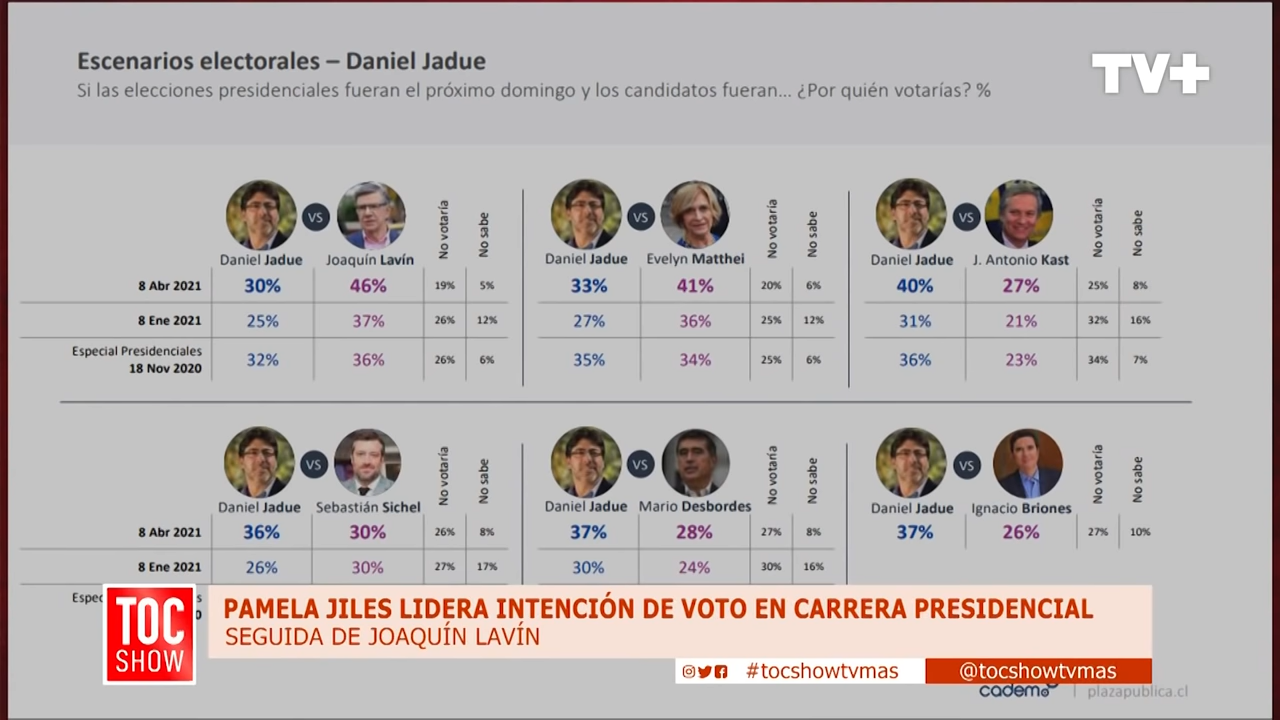 Escenarios electorales – Daniel Jadue
Si las elecciones presidenciales fueran el próximo domingo y los candidatos fueran... ¿Por quién votarías? %
TV+
VS
No votaría
No sabe
VS
No votaría
No sabe
VS
No votaría
No sabe
Daniel Jadue Joaquín Lavín Daniel Jadue Evelyn Matthei Daniel Jadue J. Antonio Kast
8 Abr 2021 30% 46% 19% 5% 33% 41% 20% 6% 40% 27% 25% 8%
8 Ene 2021 25% 37% 26% 12% 27% 36% 25% 12% 31% 21% 32% 16%
Especial Presidenciales
18 Nov 2020 32% 36% 26% 6% 35% 34% 25% 6% 36% 23% 34% 7%
VS
No votaría
No sabe
VS
No votaría
No sabe
VS
No votaría
No sabe
Daniel Jadue Sebastián Sichel Daniel Jadue Mario Desbordes Daniel Jadue Ignacio Briones
8 Abr 2021 36% 30% 26% 8% 37% 28% 27% 8% 37% 26% 27% 10%
8 Ene 2021 26% 30% 27% 17% 30% 24% 30% 16%
TOC
SHOW
PAMELA JILES LIDERA INTENCIÓN DE VOTO EN CARRERA PRESIDENCIAL
SEGUIDA DE JOAQUÍN LAVÍN
#tocshowtvmas @tocshowtvmas
cadem | plazapublica.cl